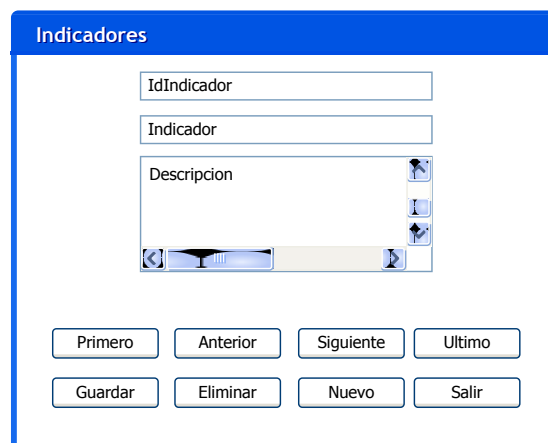 Indicadores
IdIndicador
Indicador
Descripcion
Primero Anterior Siguiente Ultimo
Guardar Eliminar Nuevo Salir